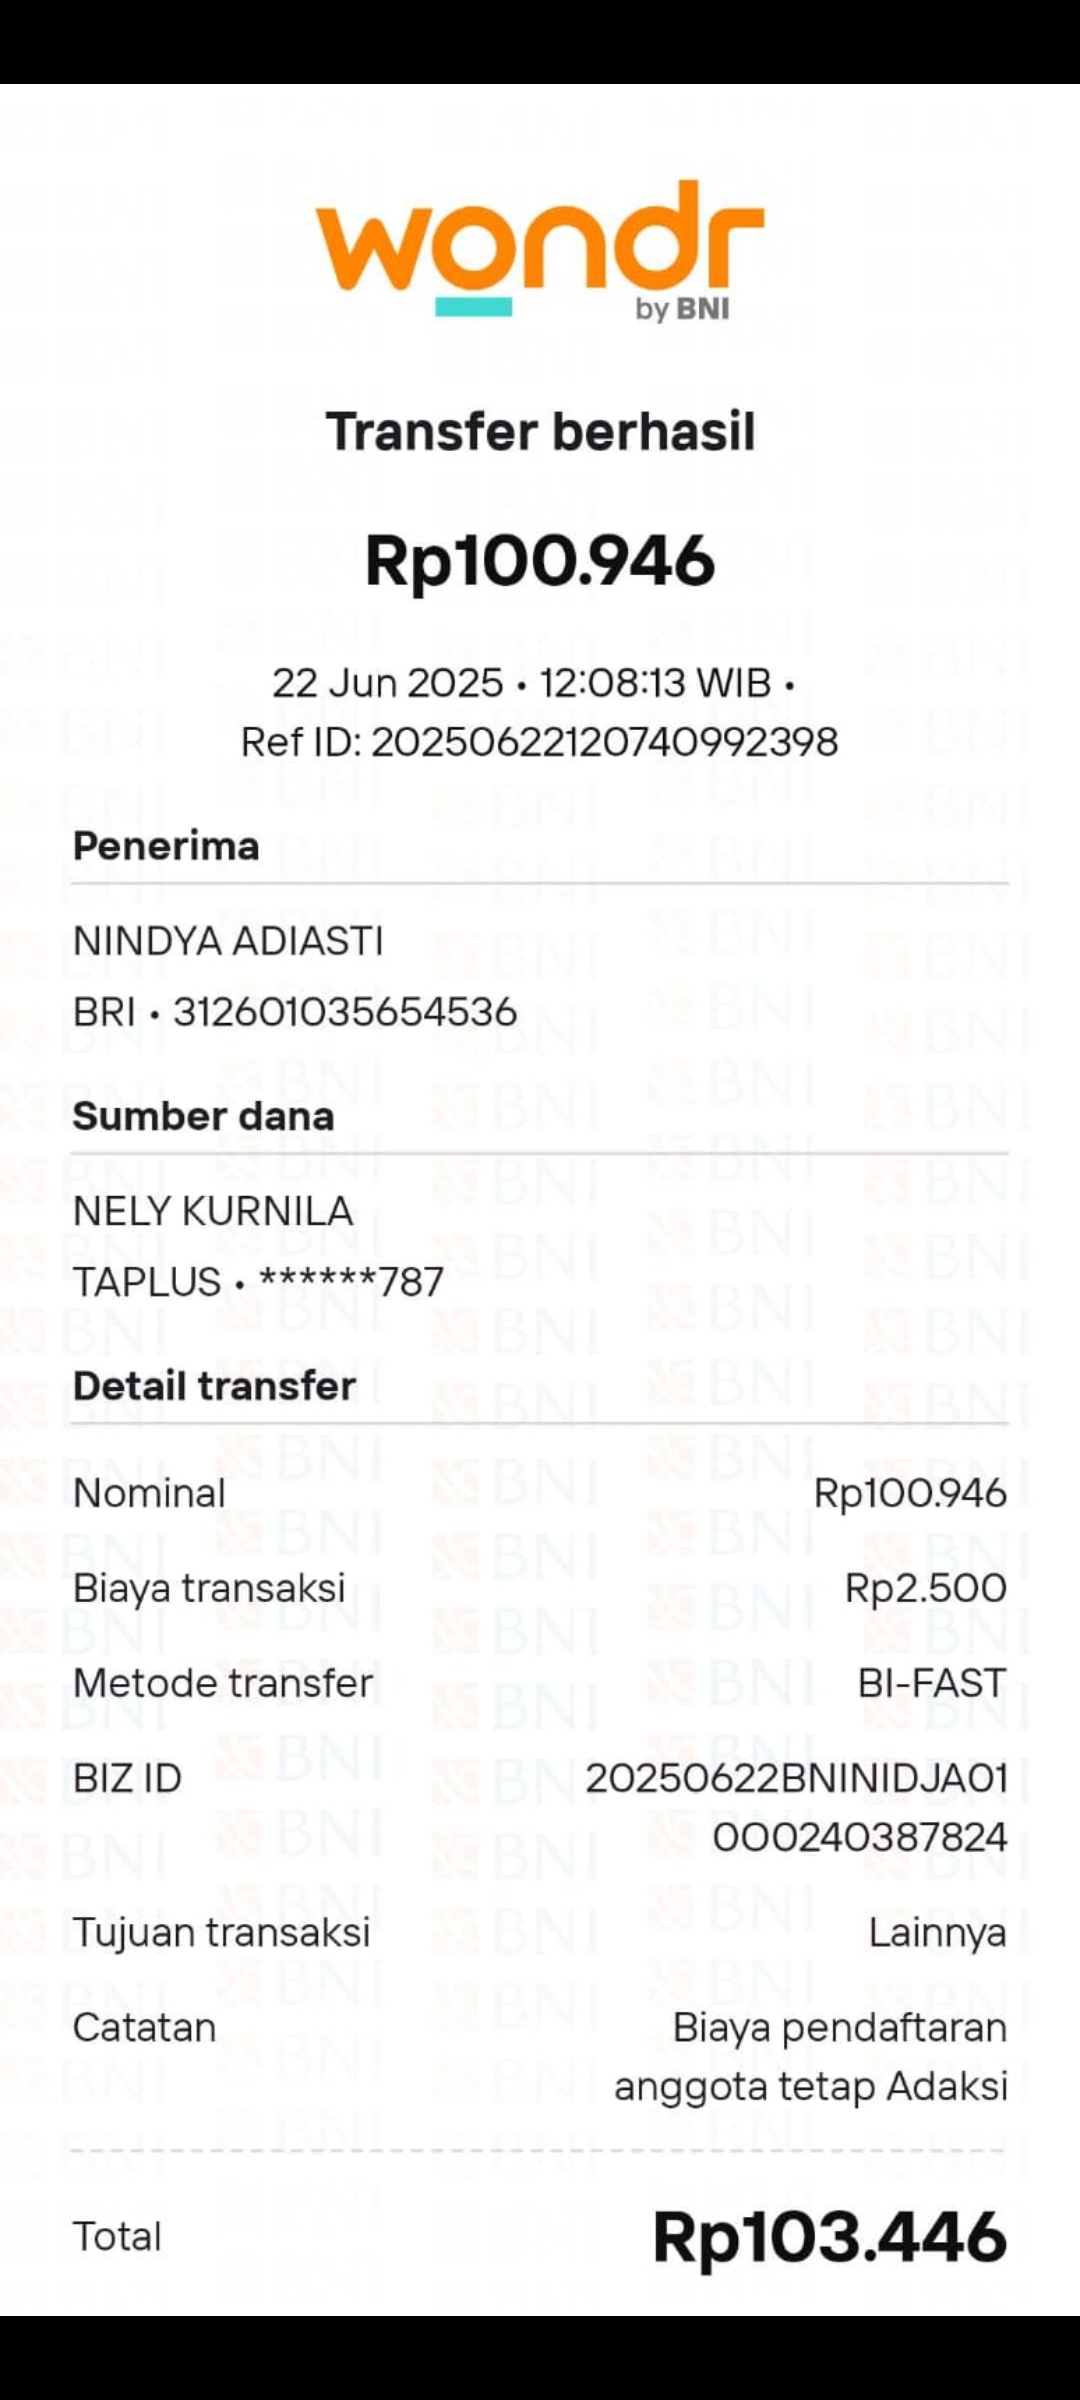 wondr
by BNI
Transfer berhasil
Rp100.946
22 Jun 2025 • 12:08:13 WIB •
Ref ID: 20250622120740992398
Penerima
NINDYA ADIASTI
BRI • 312601035654536
Sumber dana
NELY KURNILA
TAPLUS • ******787
Detail transfer
Nominal Rp100.946
Biaya transaksi Rp2.500
Metode transfer BI-FAST
BIZ ID 20250622BNINIDJA01
000240387824
Tujuan transaksi Lainnya
Catatan Biaya pendaftaran
anggota tetap Adaksi
Total Rp103.446